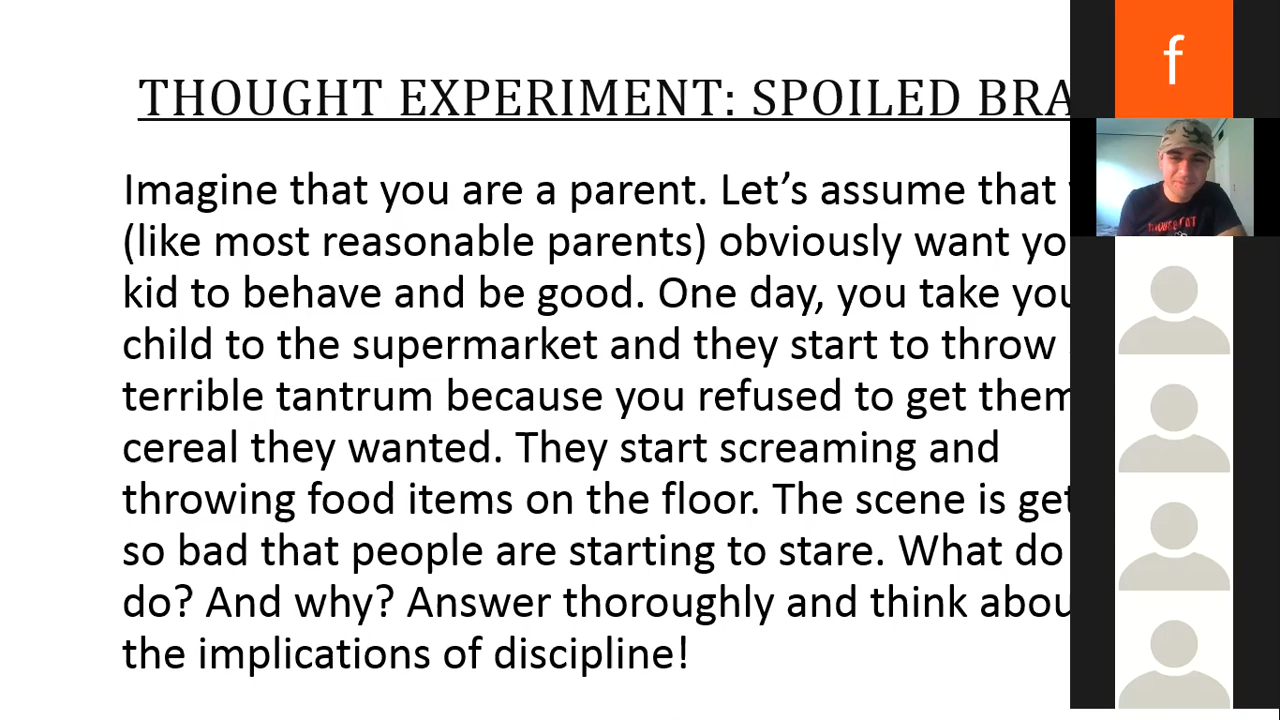 THOUGHT EXPERIMENT: SPOILED BRA
Imagine that you are a parent. Let’s assume that
(like most reasonable parents) obviously want yo
kid to behave and be good. One day, you take you
child to the supermarket and they start to throw
terrible tantrum because you refused to get them
cereal they wanted. They start screaming and
throwing food items on the floor. The scene is get
so bad that people are starting to stare. What do
do? And why? Answer thoroughly and think abou
the implications of discipline!
f